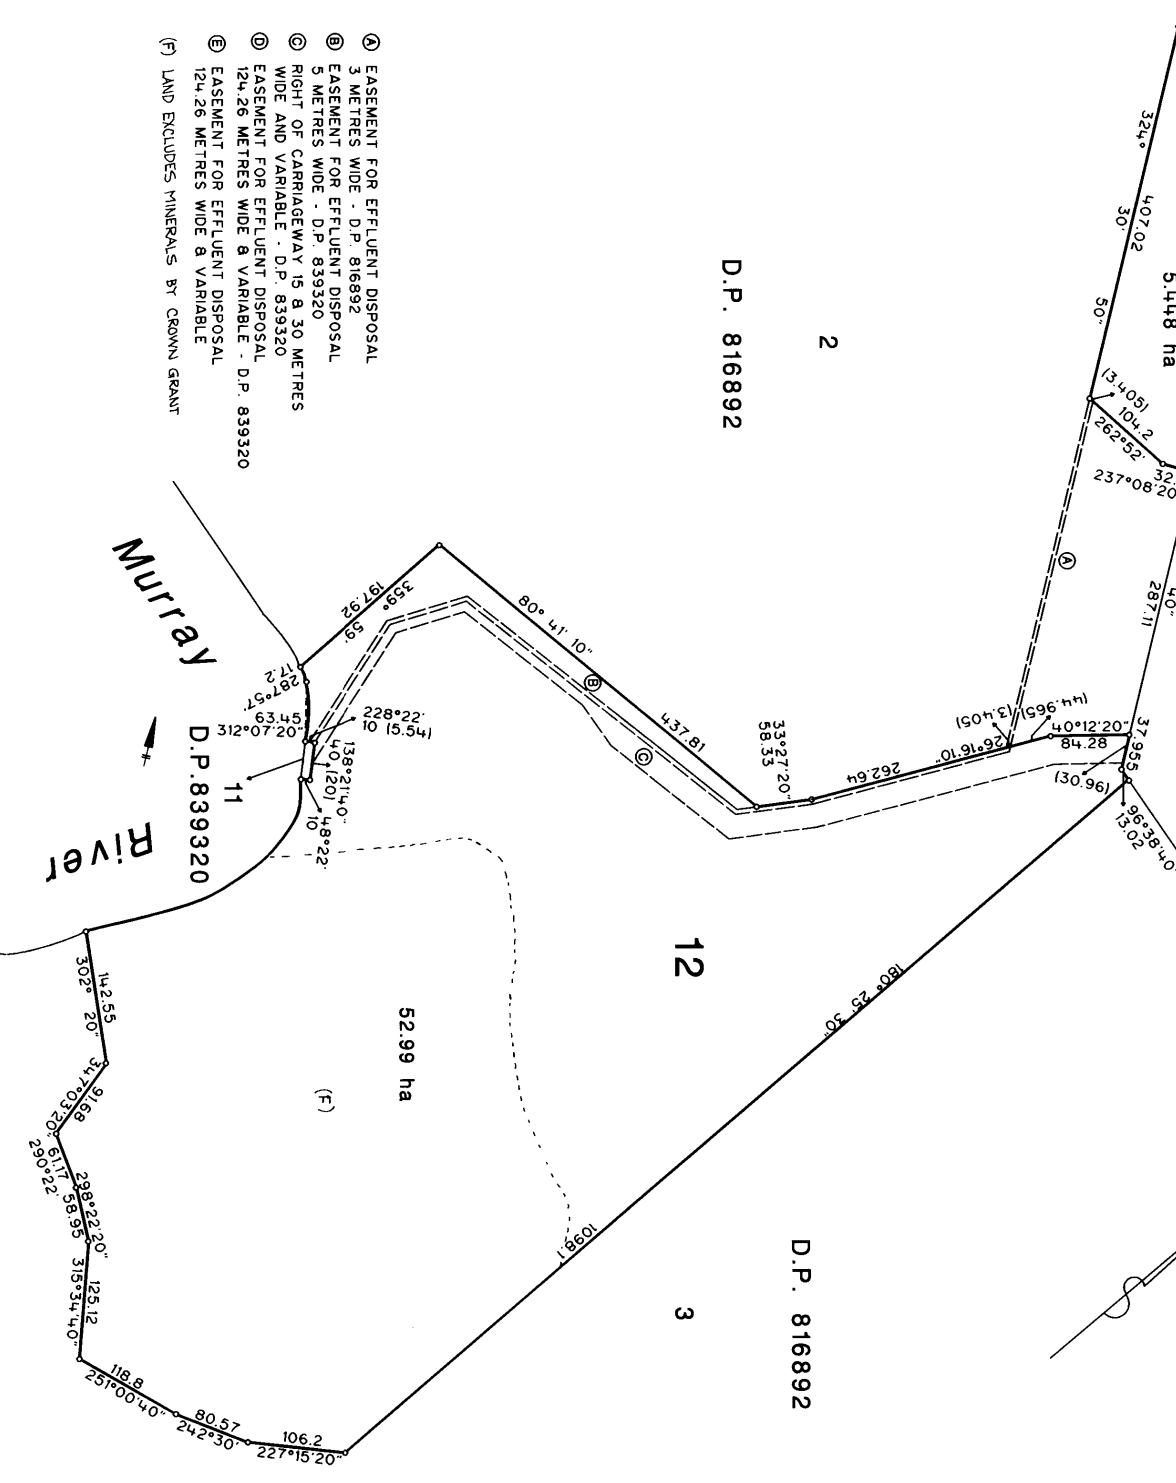 Ⓐ EASEMENT FOR EFFLUENT DISPOSAL
3 METRES WIDE - D.P. 816892
Ⓑ EASEMENT FOR EFFLUENT DISPOSAL
5 METRES WIDE - D.P. 839320
Ⓒ RIGHT OF CARRIAGEWAY 15 & 30 METRES
WIDE AND VARIABLE - D.P. 839320
Ⓓ EASEMENT FOR EFFLUENT DISPOSAL
124.26 METRES WIDE & VARIABLE - D.P. 839320
Ⓔ EASEMENT FOR EFFLUENT DISPOSAL
124.26 METRES WIDE & VARIABLE
(F) LAND EXCLUDES MINERALS BY CROWN GRANT
5.448 ha
324° 30' 50"
407.02
(3.405)
104.2
262°52'
32.
237°08'20
40"
287.11
Ⓐ
2
D.P. 816892
37.955
(44.965)
40°12'20"
84.28
(3.405)
(30.96)
96°38'40"
13.02
26°16'10"
262.64
33°27'20"
58.33
80° 41' 10"
437.81
Ⓑ
Ⓒ
197.92
359° 59'
17.2
287°57'
63.45
312°07'20"
228°22'
10 (5.54)
138°21'40"
40 (20)
48°22'
10
11
D.P.839320
Murray
River
12
180° 25' 30"
1098.1
52.99 ha
(F)
3
D.P. 816892
142.55
302° 20"
91.68
347°03'20"
61.17
290°22'
298°22'20"
58.95
125.12
315°34'40"
118.8
251°00'40"
80.57
242°30'
106.2
227°15'20"